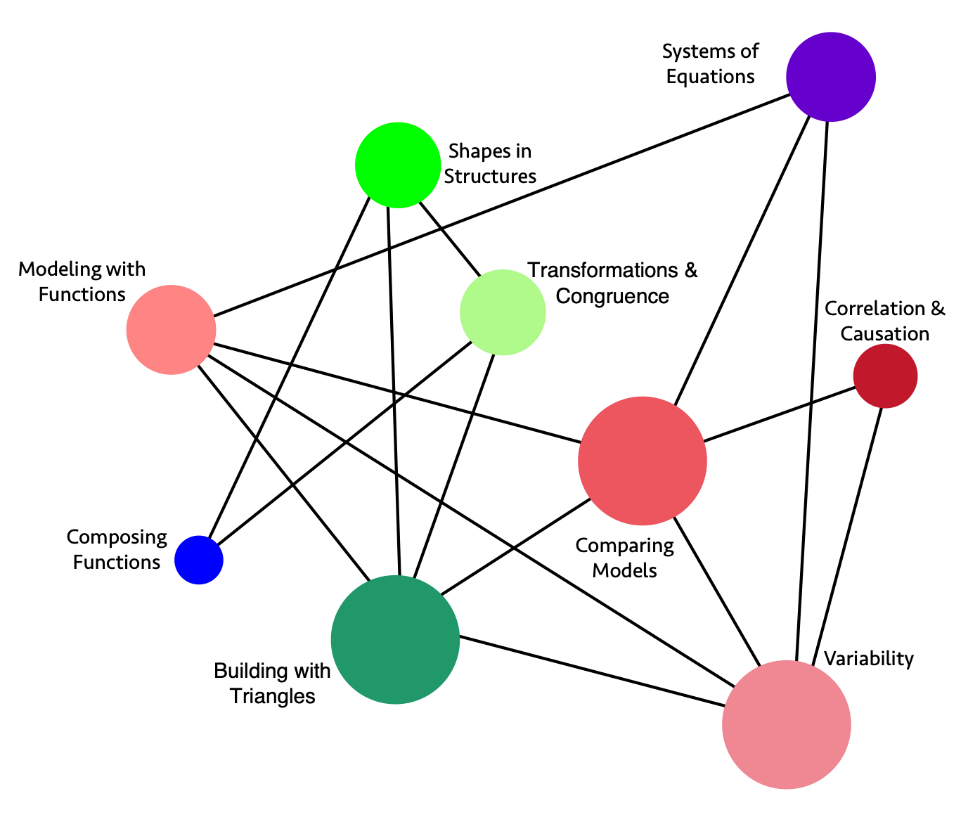 Systems of
Equations
Shapes in
Structures
Modeling with
Functions
Transformations &
Congruence
Correlation &
Causation
Composing
Functions
Comparing
Models
Building with
Triangles
Variability